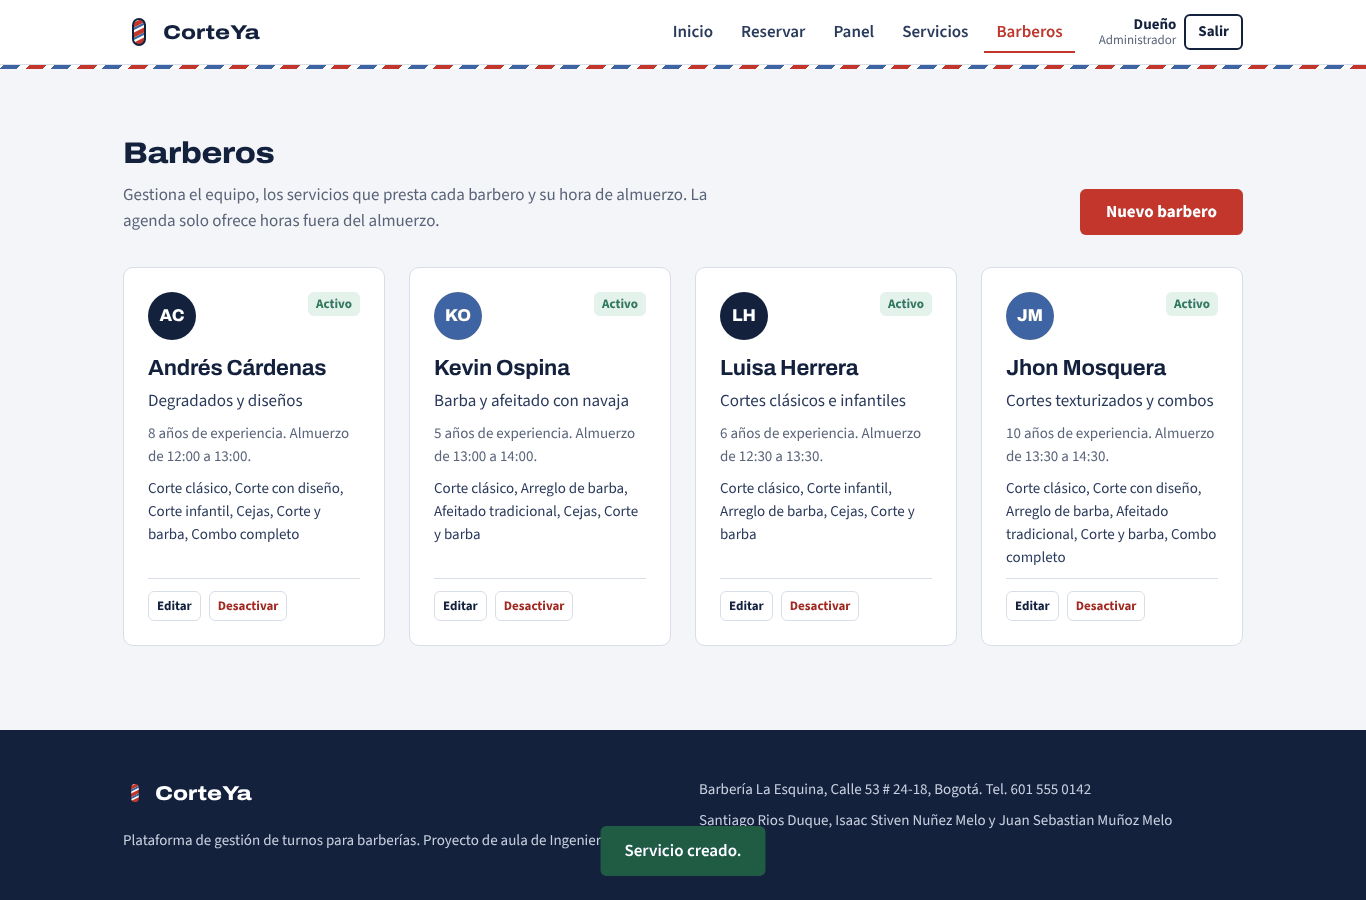 CorteYa
Inicio
Reservar
Panel
Servicios
Barberos
Dueño
Administrador
Salir
Barberos
Gestiona el equipo, los servicios que presta cada barbero y su hora de almuerzo. La
agenda solo ofrece horas fuera del almuerzo.
Nuevo barbero
AC
Activo
Andrés Cárdenas
Degradados y diseños
8 años de experiencia. Almuerzo
de 12:00 a 13:00.
Corte clásico, Corte con diseño,
Corte infantil, Cejas, Corte y
barba, Combo completo
Editar
Desactivar
KO
Activo
Kevin Ospina
Barba y afeitado con navaja
5 años de experiencia. Almuerzo
de 13:00 a 14:00.
Corte clásico, Arreglo de barba,
Afeitado tradicional, Cejas, Corte
y barba
Editar
Desactivar
LH
Activo
Luisa Herrera
Cortes clásicos e infantiles
6 años de experiencia. Almuerzo
de 12:30 a 13:30.
Corte clásico, Corte infantil,
Arreglo de barba, Cejas, Corte y
barba
Editar
Desactivar
JM
Activo
Jhon Mosquera
Cortes texturizados y combos
10 años de experiencia. Almuerzo
de 13:30 a 14:30.
Corte clásico, Corte con diseño,
Arreglo de barba, Afeitado
tradicional, Corte y barba, Combo
completo
Editar
Desactivar
CorteYa
Plataforma de gestión de turnos para barberías. Proyecto de aula de
Barbería La Esquina, Calle 53 # 24-18, Bogotá. Tel. 601 555 0142
Santiago Rios Duque, Isaac Stiven Nuñez Melo y Juan Sebastian Muñoz Melo
Servicio creado.